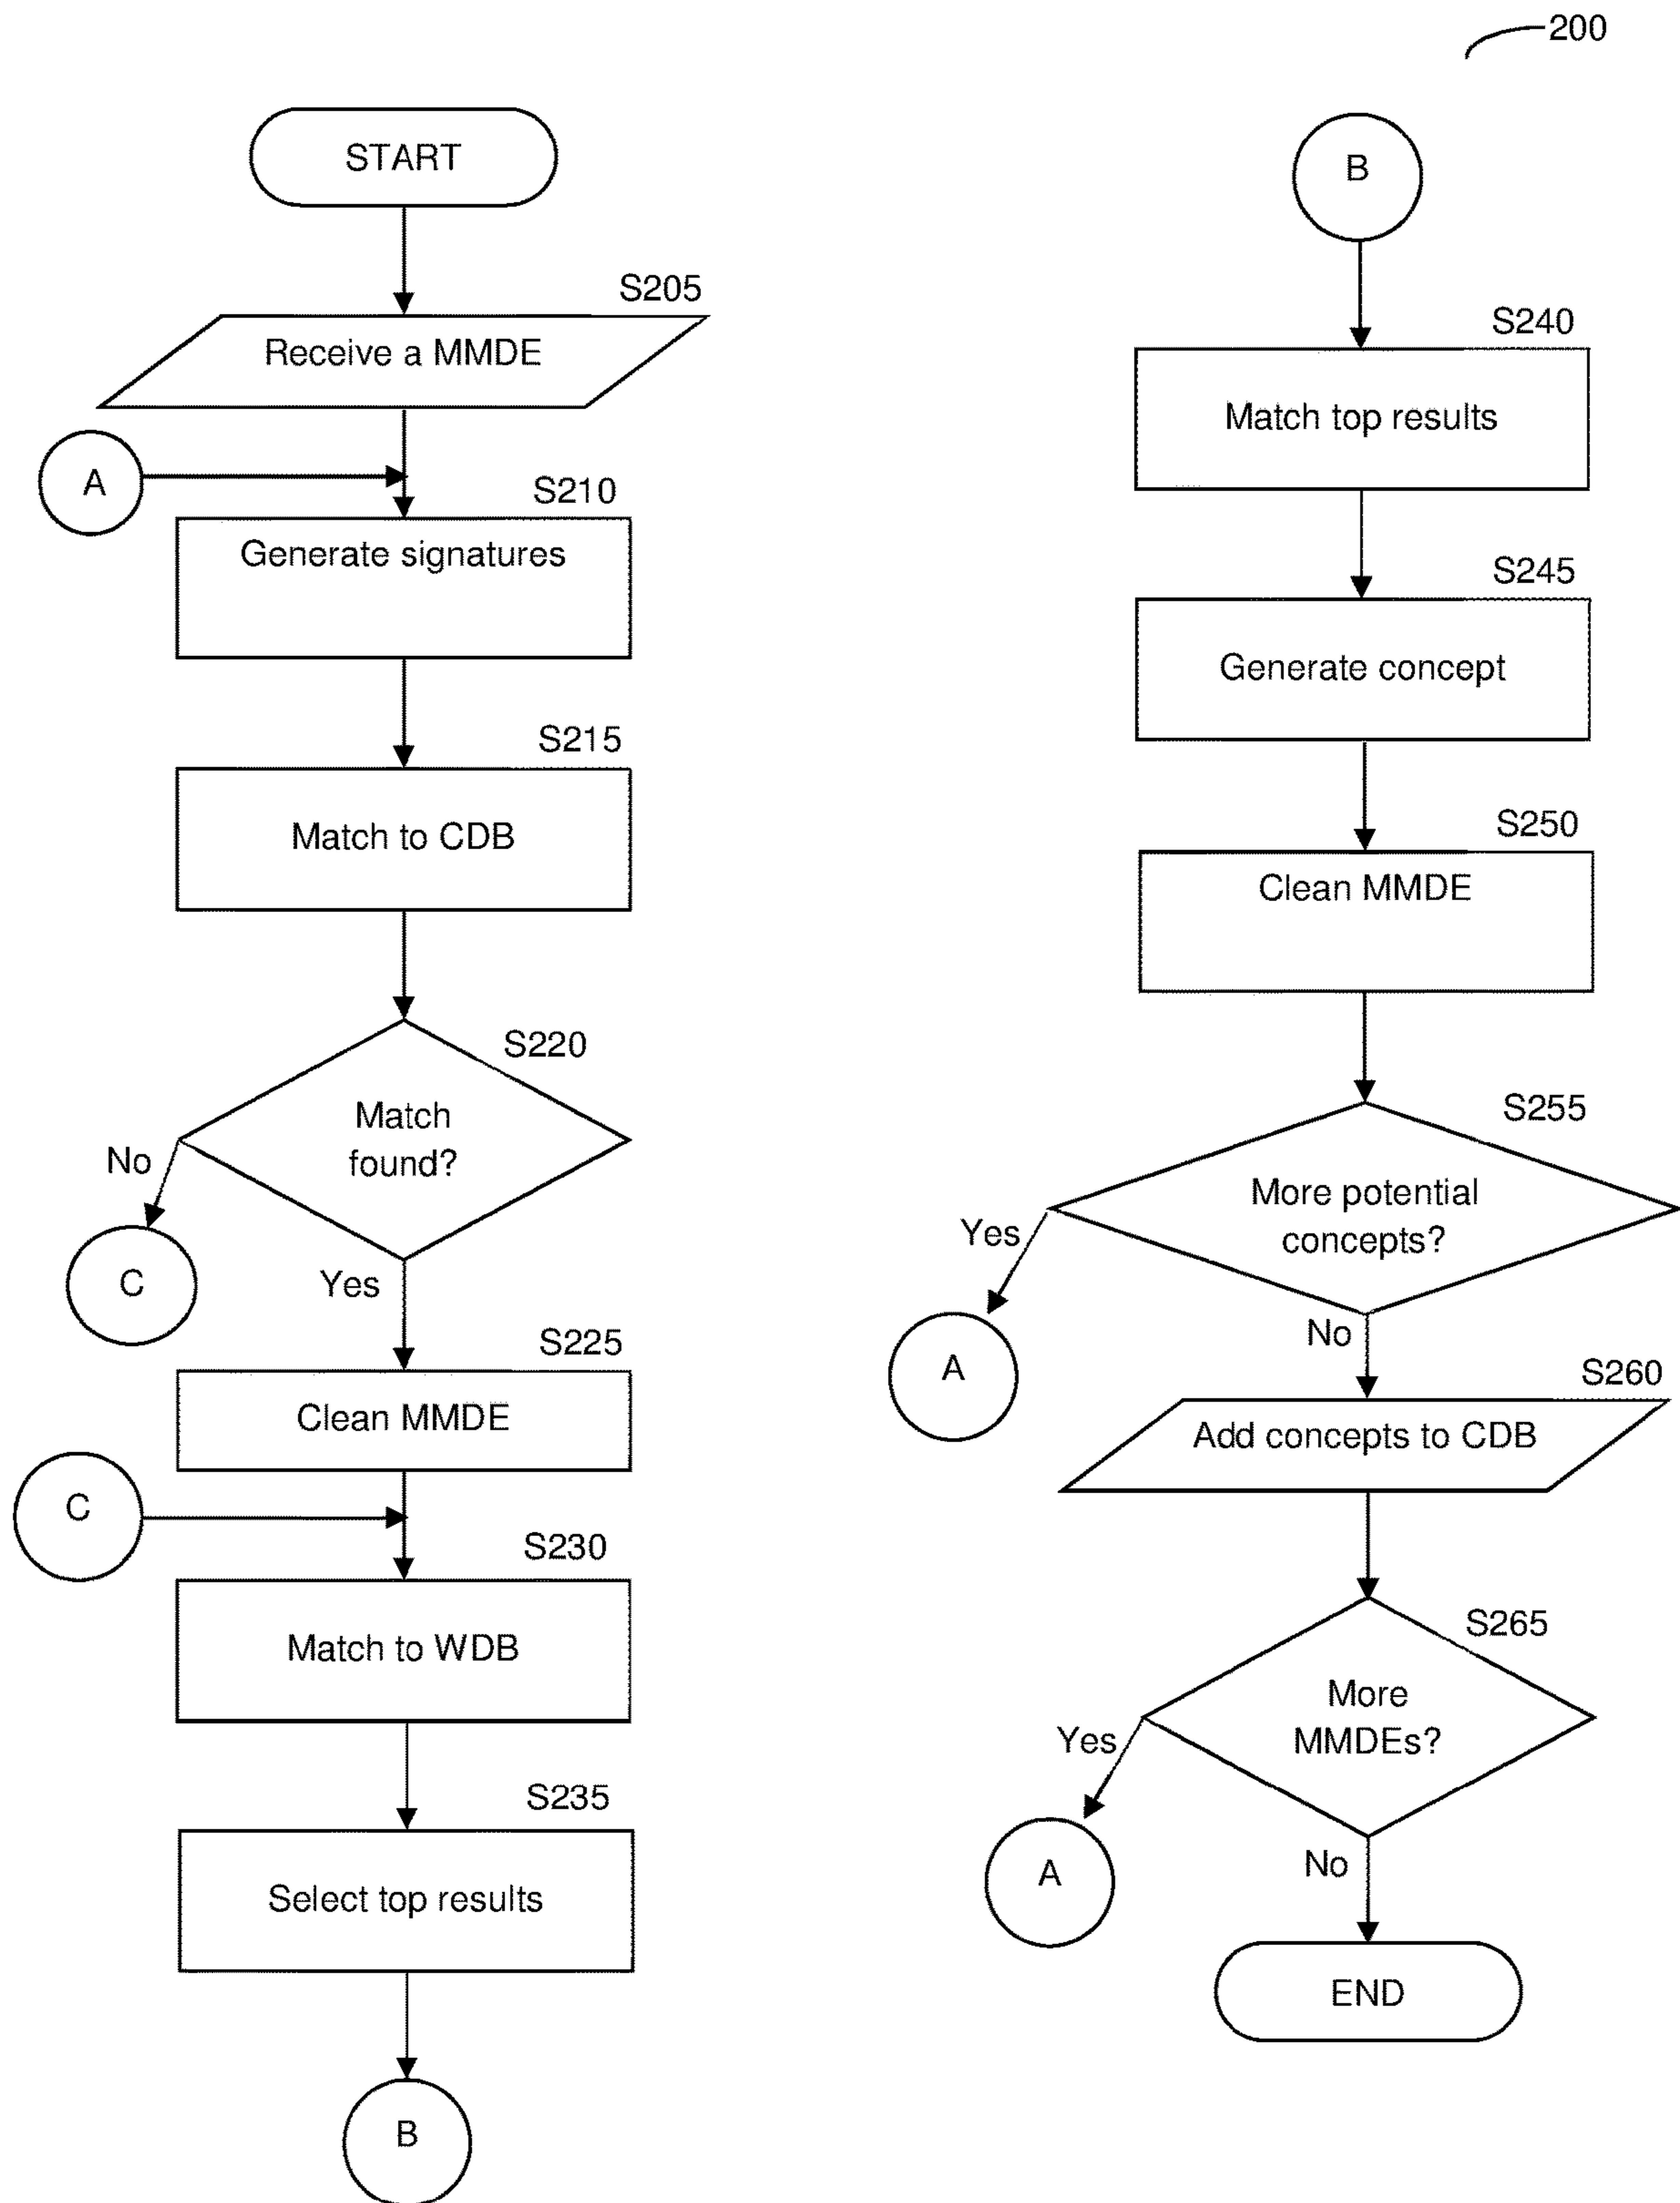 200
START
S205
Receive a MMDE
A
S210
Generate signatures
S215
Match to CDB
S220
Match
found?
No
C
Yes
S225
Clean MMDE
C
S230
Match to WDB
S235
Select top results
B
B
S240
Match top results
S245
Generate concept
S250
Clean MMDE
S255
More potential
concepts?
Yes
A
No
S260
Add concepts to CDB
S265
More
MMDEs?
Yes
A
No
END